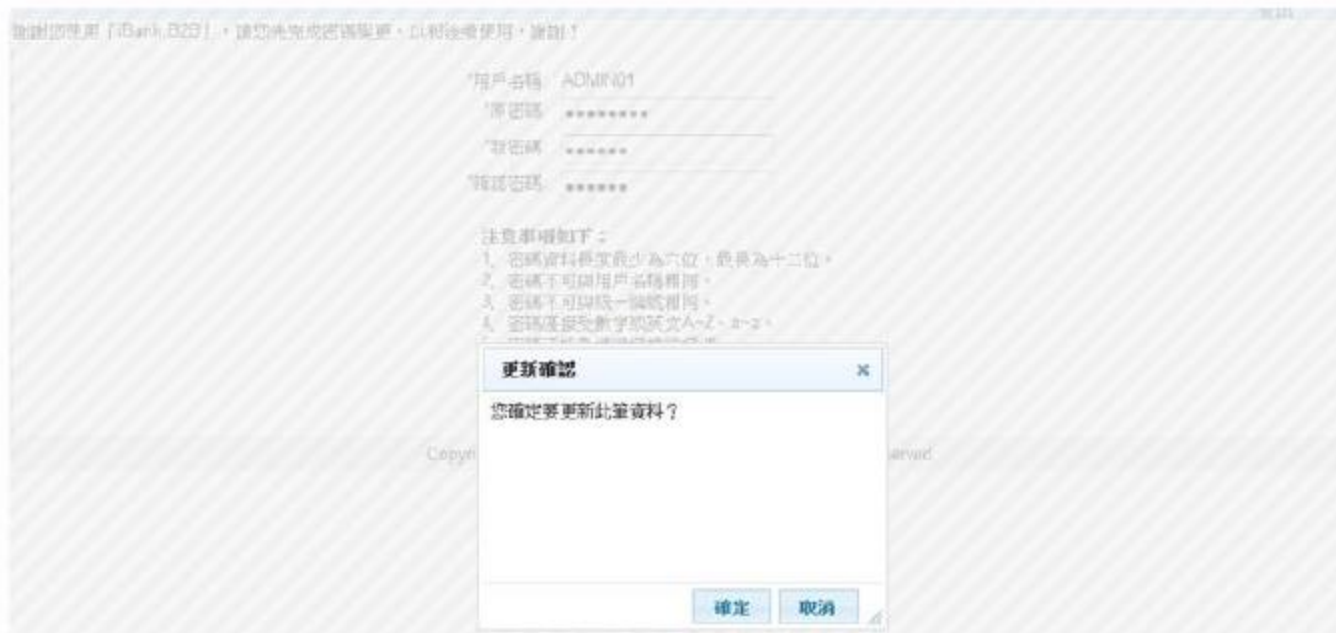 謝謝您使用「iBank B2B」，請您先完成密碼變更，以利後續使用，謝謝！
*用戶名稱 ADMIN01
*原密碼 ••••••••
*新密碼 ••••••
*確認密碼 ••••••
注意事項如下：
1、密碼資料長度最少為六位，最長為十二位。
2、密碼不可與用戶名稱相同。
3、密碼不可與統一編號相同。
4、密碼僅接受數字或英文A~Z、a~z。
更新確認
您確定要更新此筆資料？
Copyri erved
確定 取消